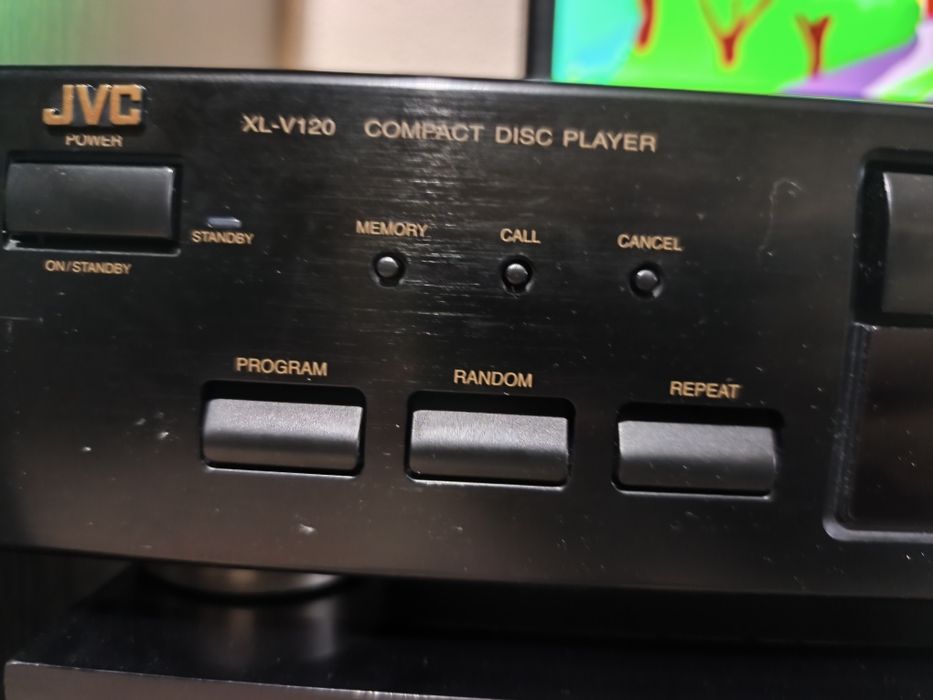 JVC
POWER
XL-V120 COMPACT DISC PLAYER
STANDBY
ON/STANDBY
MEMORY CALL CANCEL
PROGRAM RANDOM REPEAT